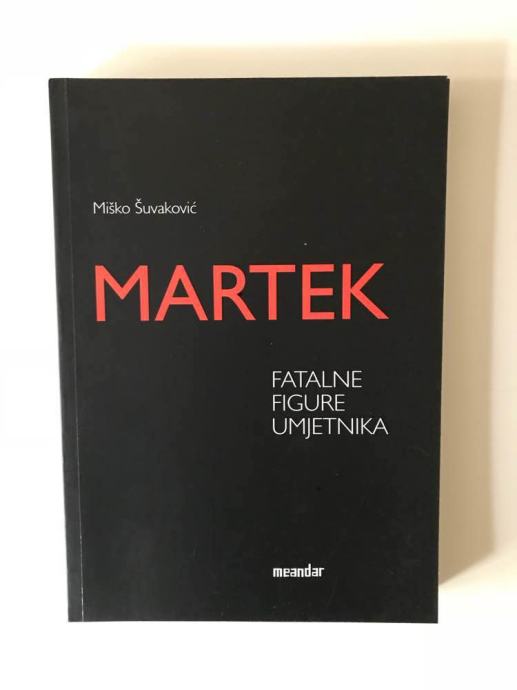 Miško Šuvaković
MARTEK
FATALNE
FIGURE
UMJETNIKA
meandar